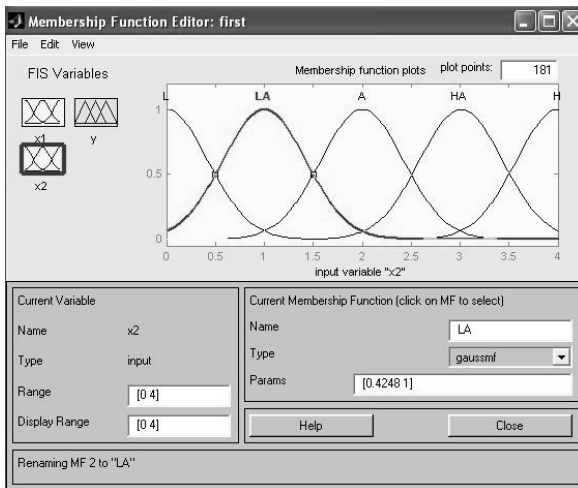 Membership Function Editor: first
File Edit View
FIS Variables
Membership function plots plot points: 181
L LA A HA H
1
0.5
0
0 0.5 1 1.5 2 2.5 3 3.5 4
input variable "x2"
x1 y
x2
Current Variable
Name x2
Type input
Range [0 4]
Display Range [0 4]
Current Membership Function (click on MF to select)
Name LA
Type gaussmf
Params [0.4248 1]
Help Close
Renaming MF 2 to "LA"